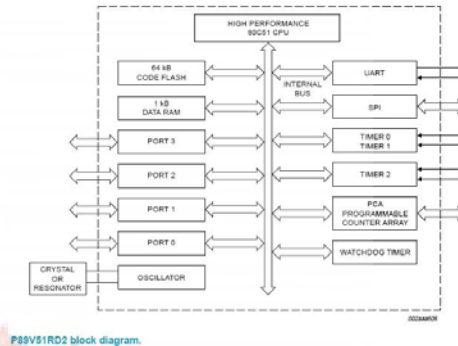 HIGH PERFORMANCE
89C51 CPU
64 kB
CODE FLASH
UART
INTERNAL
BUS
1 kB
DATA RAM
SPI
PORT 3
TIMER 0
TIMER 1
PORT 2
TIMER 2
PORT 1
PCA
PROGRAMMABLE
COUNTER ARRAY
PORT 0
WATCHDOG TIMER
CRYSTAL
OR
RESONATOR
OSCILLATOR
P89V51RD2 block diagram.